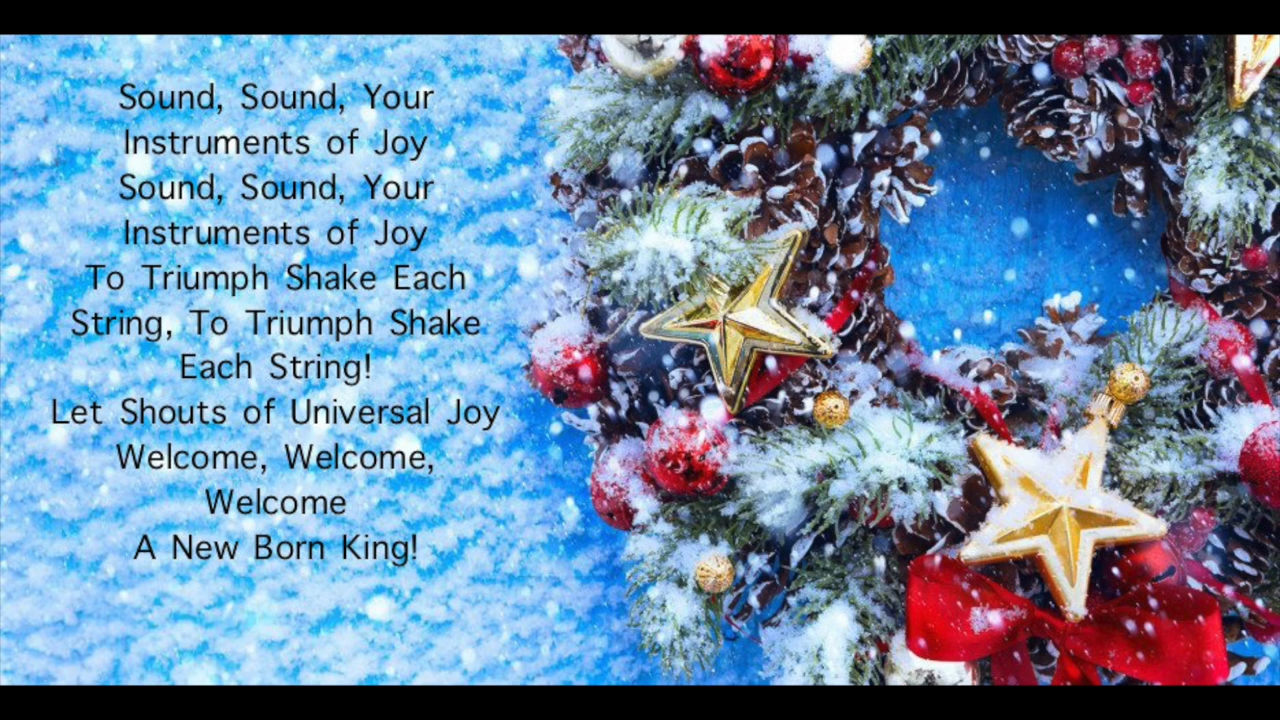 Sound, Sound, Your
Instruments of Joy
Sound, Sound, Your
Instruments of Joy
To Triumph Shake Each
String, To Triumph Shake
Each String!
Let Shouts of Universal Joy
Welcome, Welcome,
Welcome
A New Born King!